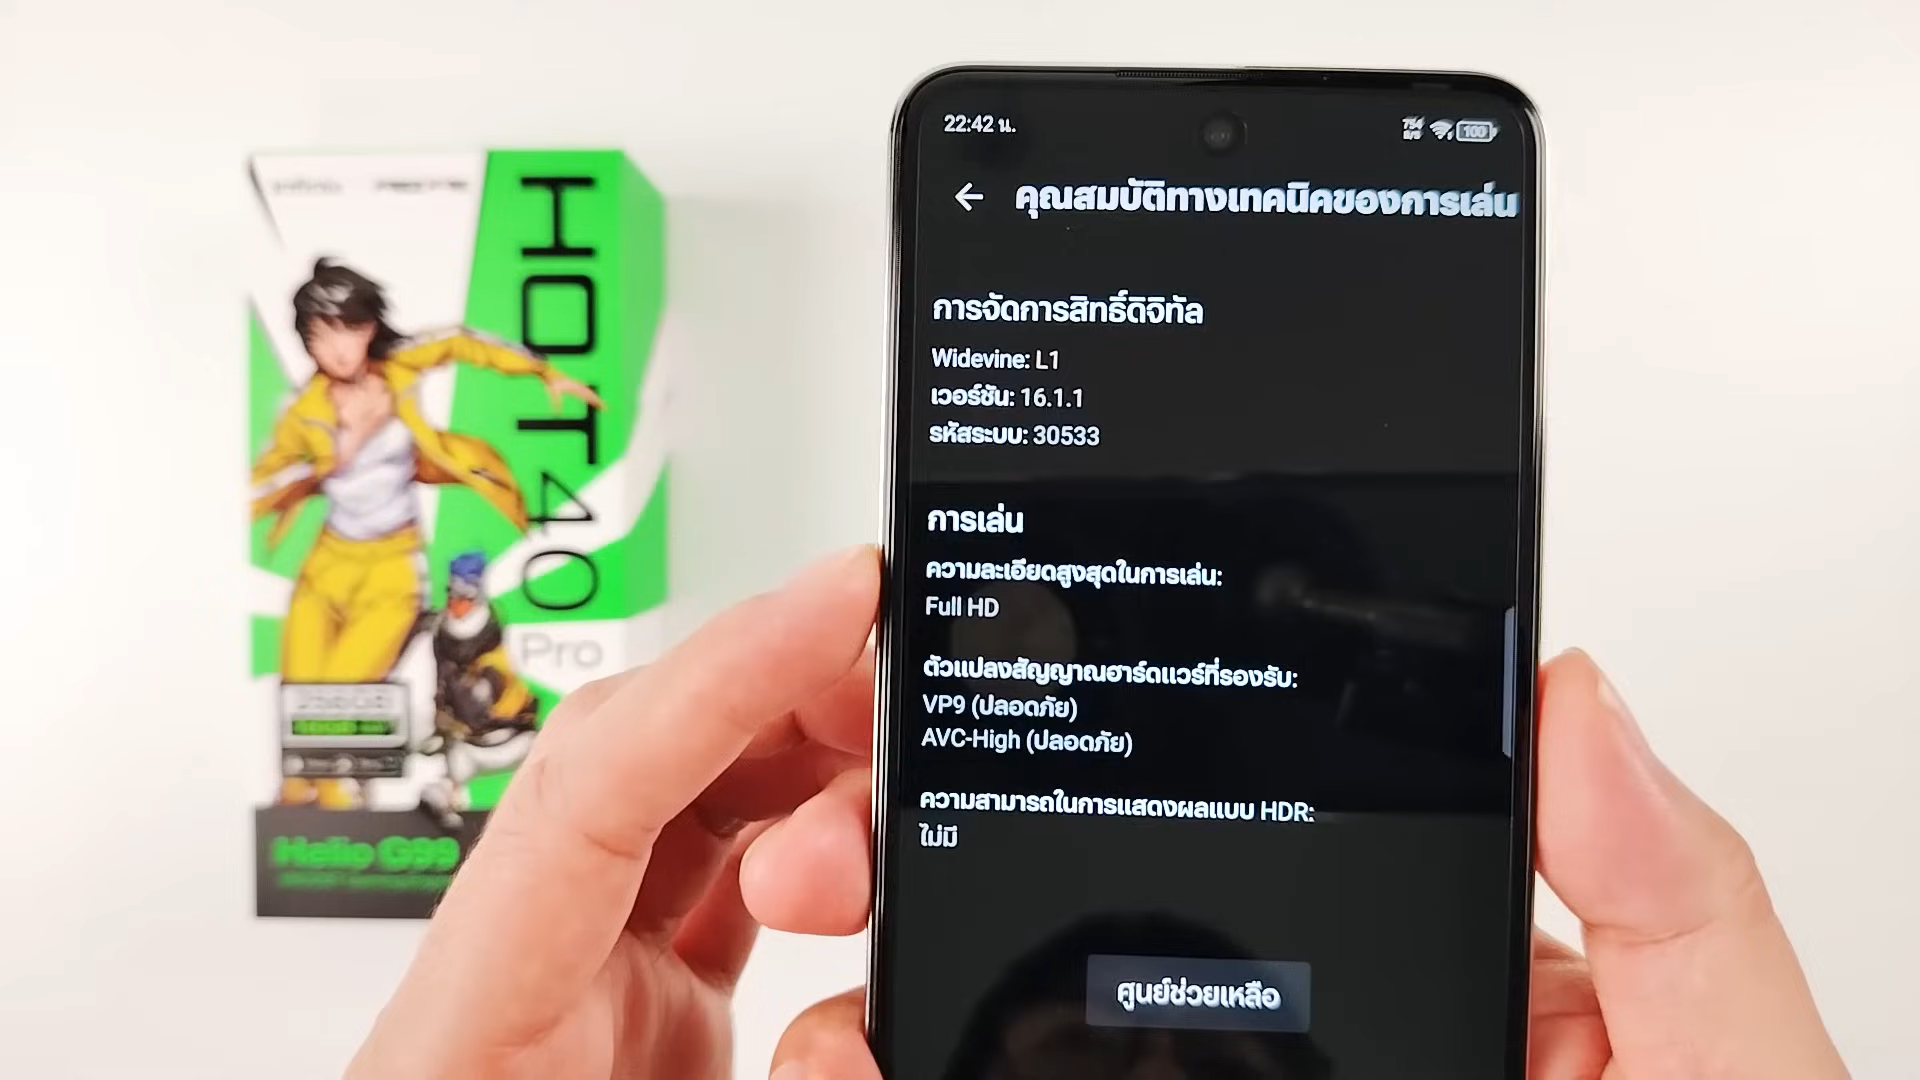 22:42 น.
754
B/S
100
คุณสมบัติทางเทคนิคของการเล่น
การจัดการสิทธิ์ดิจิทัล
Widevine: L1
เวอร์ชัน: 16.1.1
รหัสระบบ: 30533
การเล่น
ความละเอียดสูงสุดในการเล่น:
Full HD
ตัวแปลงสัญญาณฮาร์ดแวร์ที่รองรับ:
VP9 (ปลอดภัย)
AVC-High (ปลอดภัย)
ความสามารถในการแสดงผลแบบ HDR:
ไม่มี
ศูนย์ช่วยเหลือ
Infinix
HOT 40
Pro
256GB
Helio G99